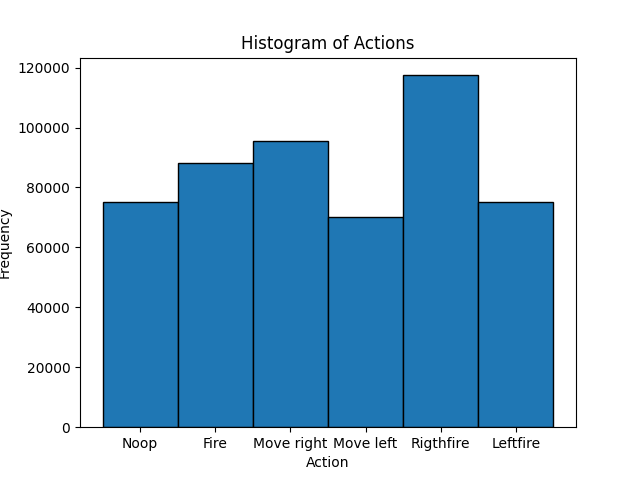 Histogram of Actions
120000
100000
80000
60000
40000
20000
0
Frequency
Noop Fire Move right Move left Rigthfire Leftfire
Action